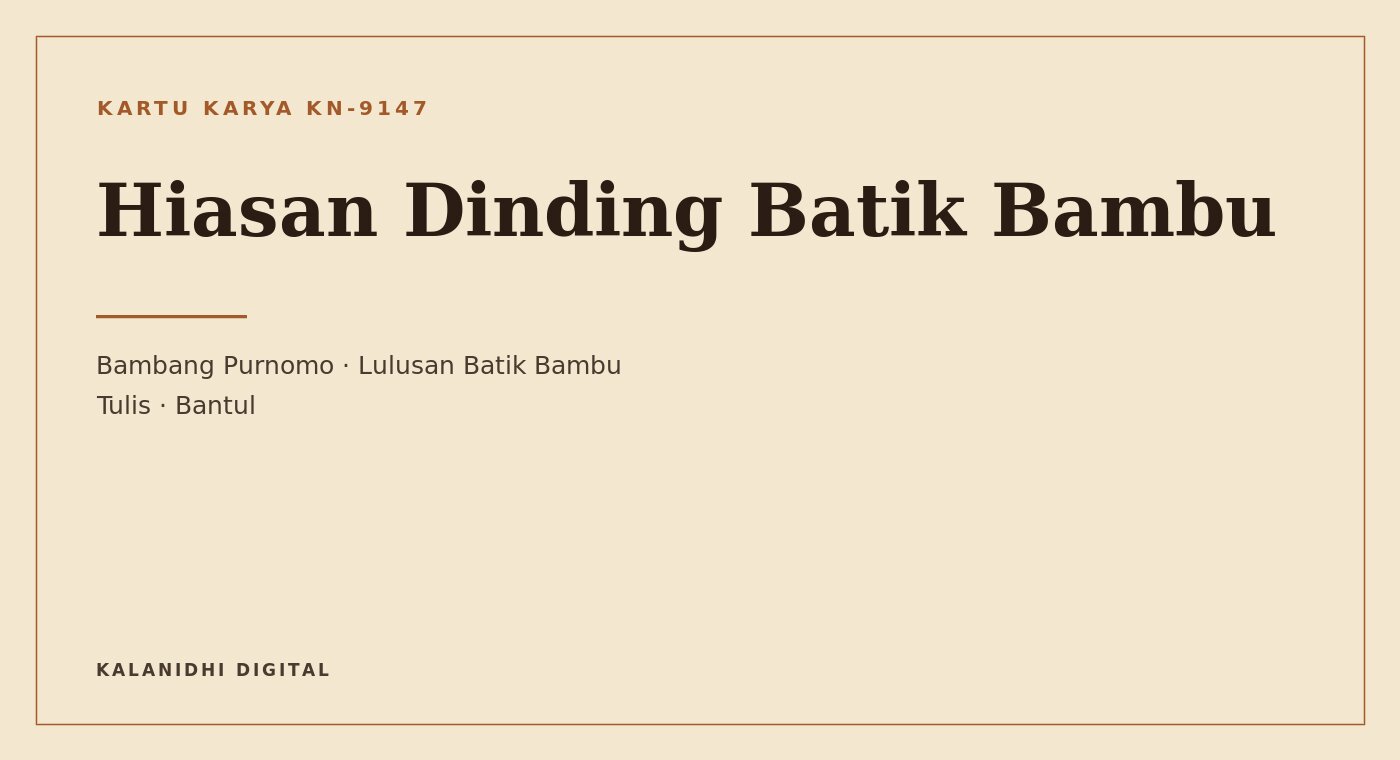 KARTU KARYA KN-9147
Hiasan Dinding Batik Bambu
Bambang Purnomo · Lulusan Batik Bambu
Tulis · Bantul
KALANIDHI DIGITAL